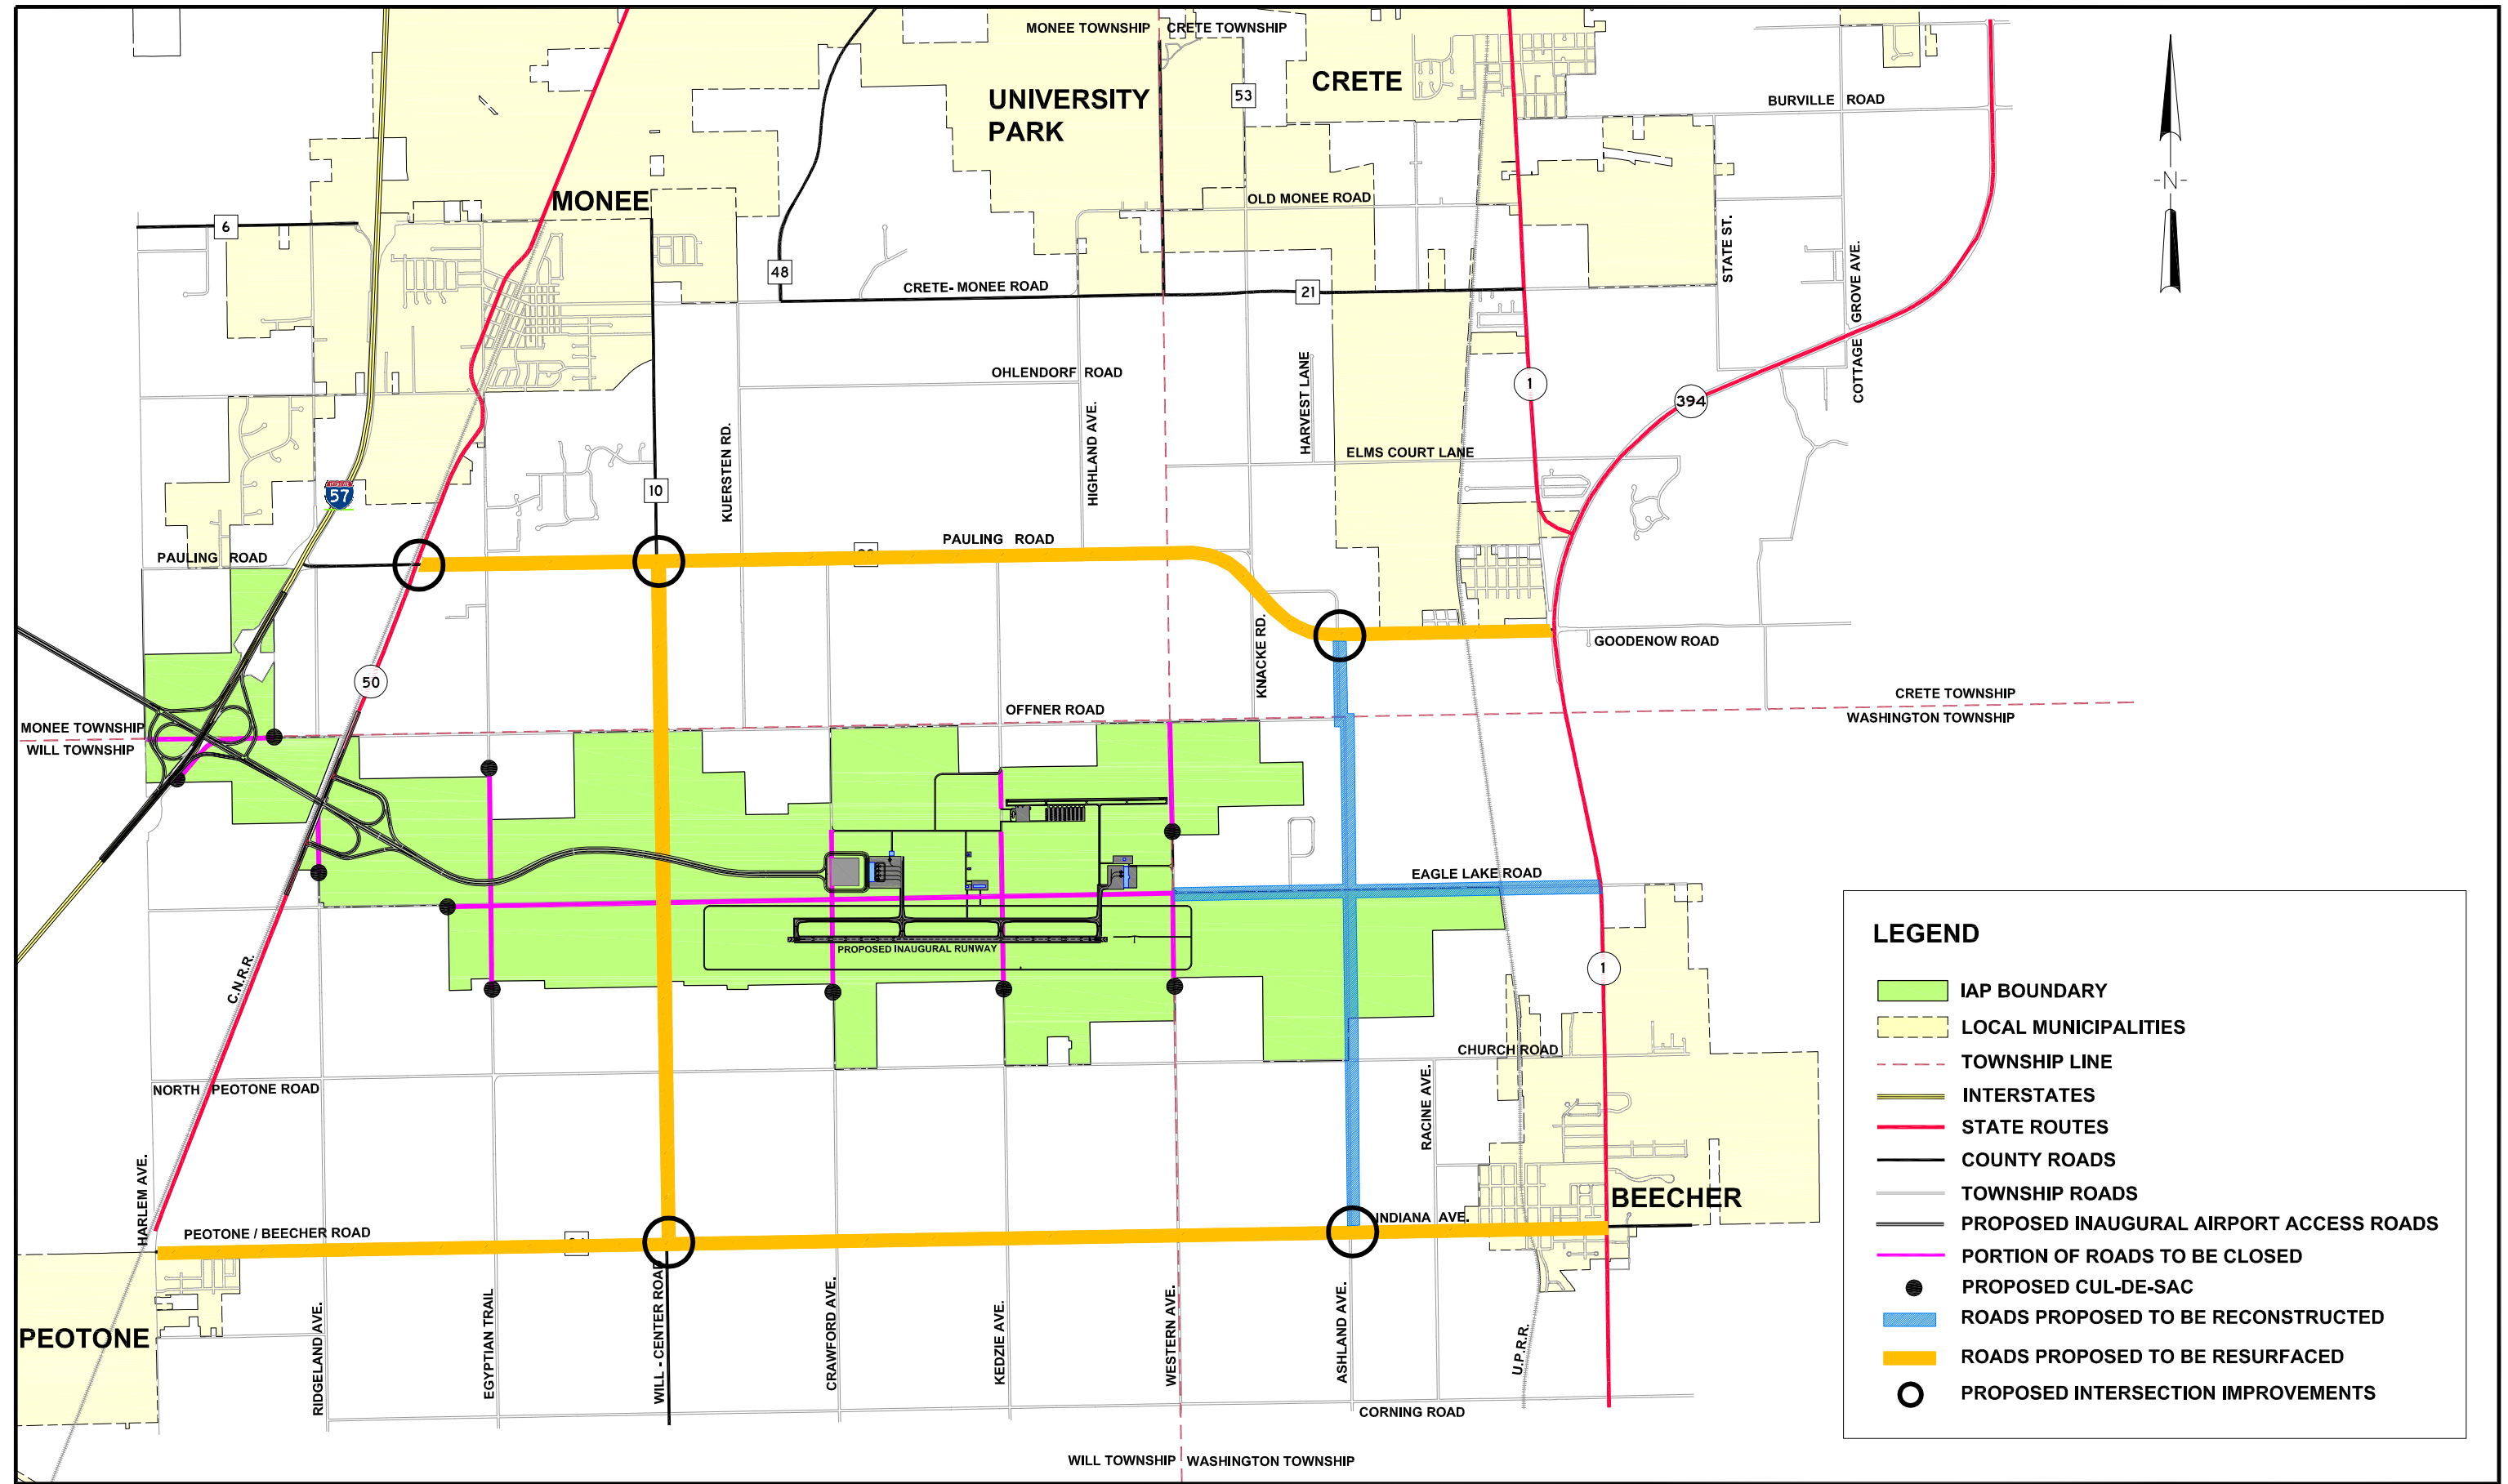 MONEE TOWNSHIP
CRETE TOWNSHIP
CRETE
UNIVERSITY
PARK
53
BURVILLE ROAD
-N-
MONEE
OLD MONEE ROAD
6
STATE ST.
COTTAGE GROVE AVE.
48
CRETE- MONEE ROAD
21
OHLENDORF ROAD
HARVEST LANE
1
394
HIGHLAND AVE.
KUERSTEN RD.
ELMS COURT LANE
57
10
PAULING ROAD
PAULING ROAD
KNACKE RD.
GOODENOW ROAD
50
OFFNER ROAD
CRETE TOWNSHIP
WASHINGTON TOWNSHIP
MONEE TOWNSHIP
WILL TOWNSHIP
EAGLE LAKE ROAD
PROPOSED INAUGURAL RUNWAY
C.N.R.R.
1
CHURCH ROAD
NORTH PEOTONE ROAD
RACINE AVE.
HARLEM AVE.
BEECHER
INDIANA AVE.
PEOTONE / BEECHER ROAD
PEOTONE
RIDGELAND AVE.
EGYPTIAN TRAIL
WILL - CENTER ROAD
CRAWFORD AVE.
KEDZIE AVE.
WESTERN AVE.
ASHLAND AVE.
U.P.R.R.
CORNING ROAD
WILL TOWNSHIP
WASHINGTON TOWNSHIP
LEGEND
IAP BOUNDARY
LOCAL MUNICIPALITIES
TOWNSHIP LINE
INTERSTATES
STATE ROUTES
COUNTY ROADS
TOWNSHIP ROADS
PROPOSED INAUGURAL AIRPORT ACCESS ROADS
PORTION OF ROADS TO BE CLOSED
PROPOSED CUL-DE-SAC
ROADS PROPOSED TO BE RECONSTRUCTED
ROADS PROPOSED TO BE RESURFACED
PROPOSED INTERSECTION IMPROVEMENTS